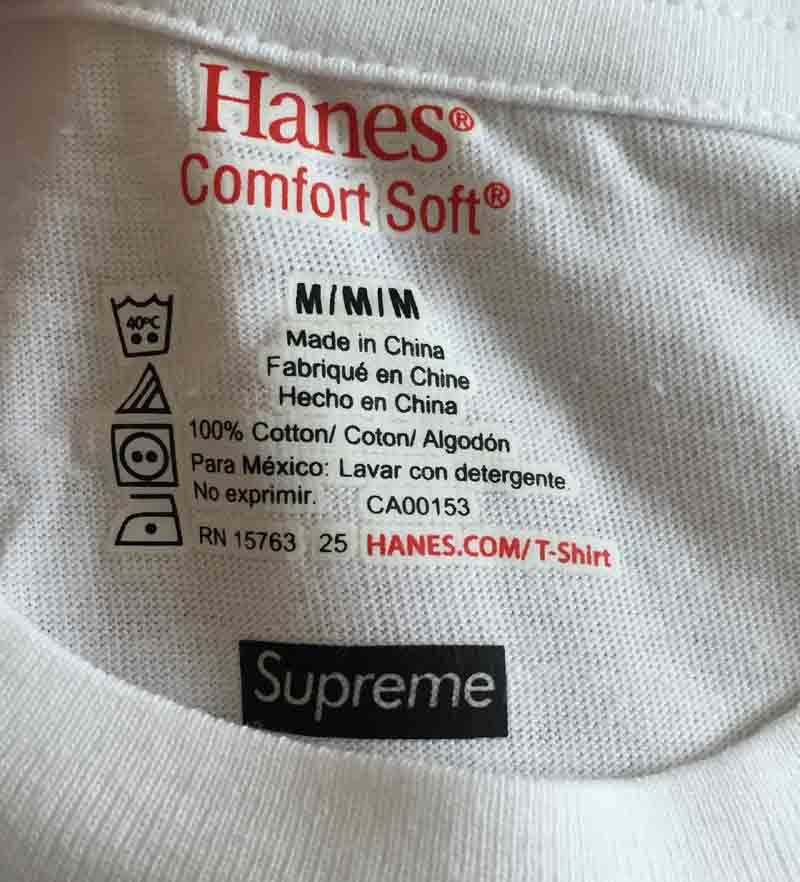 Hanes®
Comfort Soft®
M/M/M
40ºC
Made in China
Fabriqué en Chine
Hecho en China
100% Cotton/ Coton/ Algodón
Para México: Lavar con detergente.
No exprimir. CA00153
RN 15763 25 HANES.COM/T-Shirt
Supreme